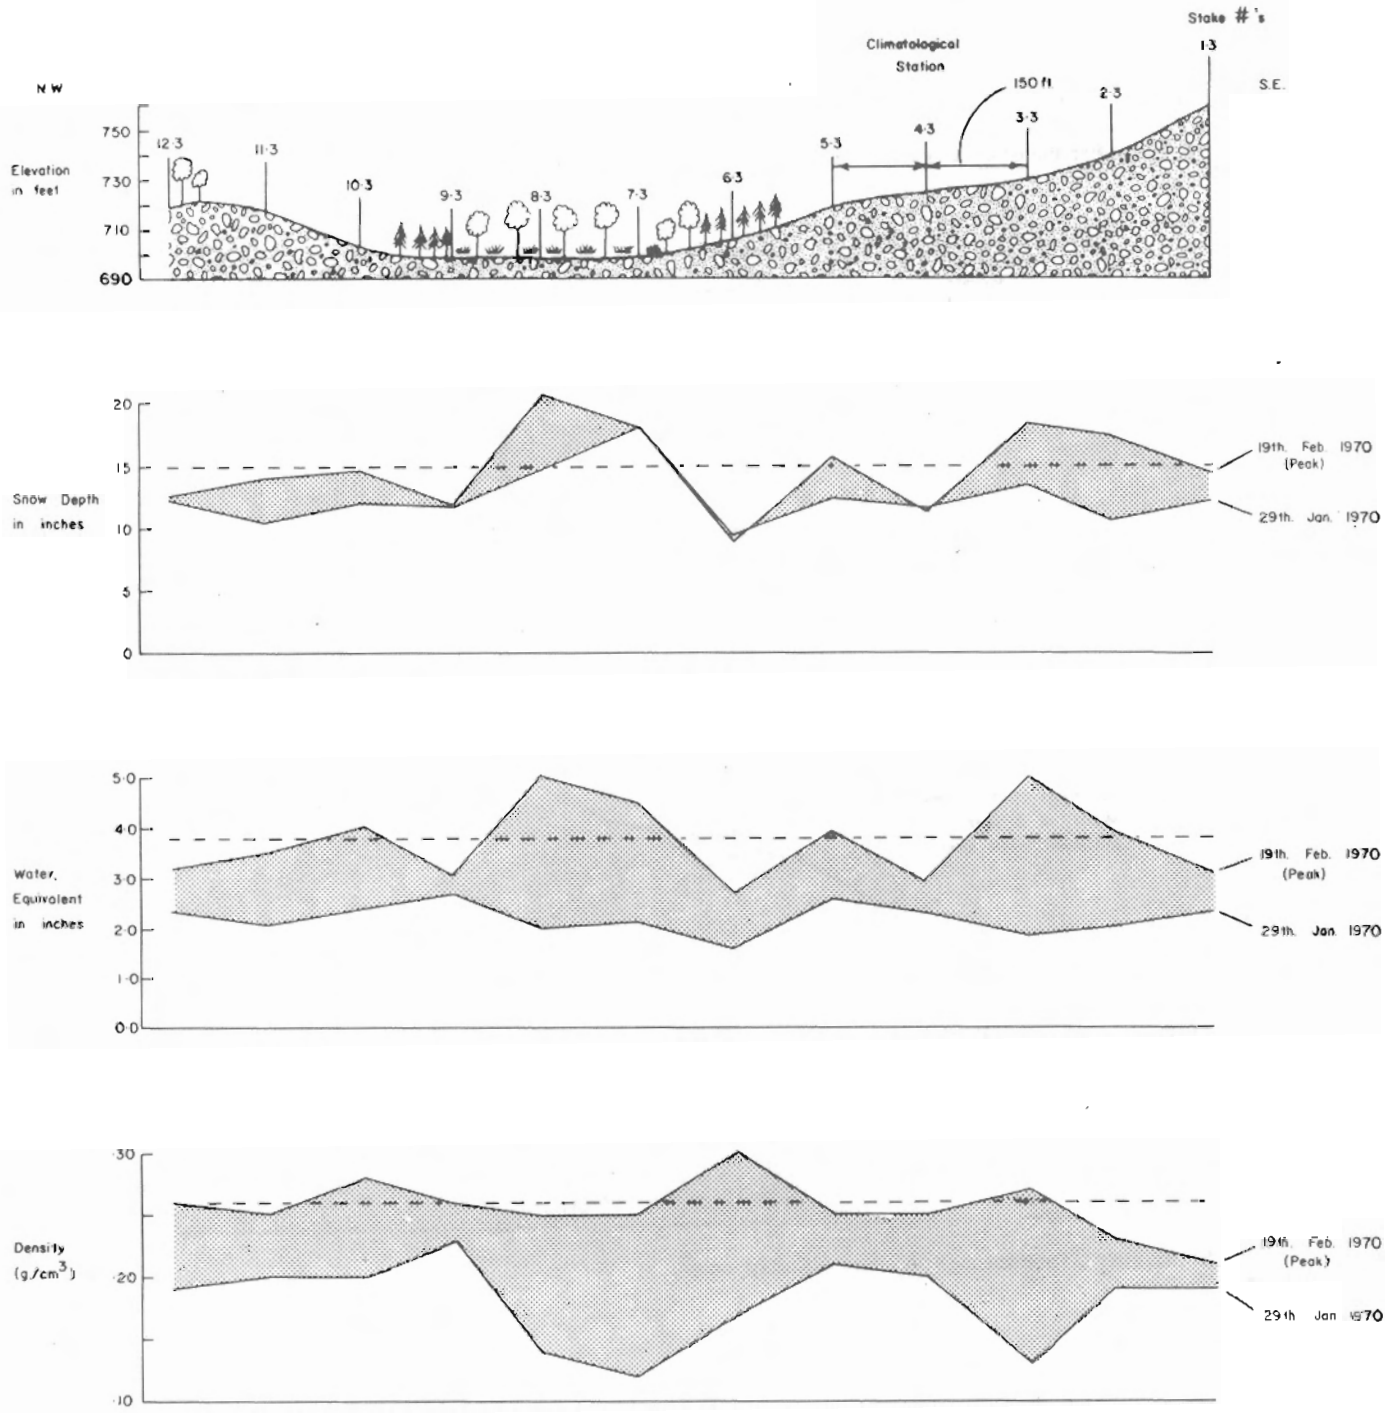 Stake #'s
Climatological
Station
1·3
NW
150 ft.
2·3
S.E.
750
12·3
11·3
5·3
4·3
3·3
Elevation
in feet
730
10·3
9·3
8·3
7·3
6·3
710
690
20
19th. Feb. 1970
(Peak)
15
Snow Depth
in inches
29th. Jan. 1970
10
5
0
5·0
4·0
19th. Feb. 1970
(Peak)
Water.
3·0
Equivalent
in inches
2·0
29th. Jan. 1970
1·0
0·0
·30
Density
(g./cm³)
19th. Feb. 1970
(Peak)
·20
29th Jan 1970
·10